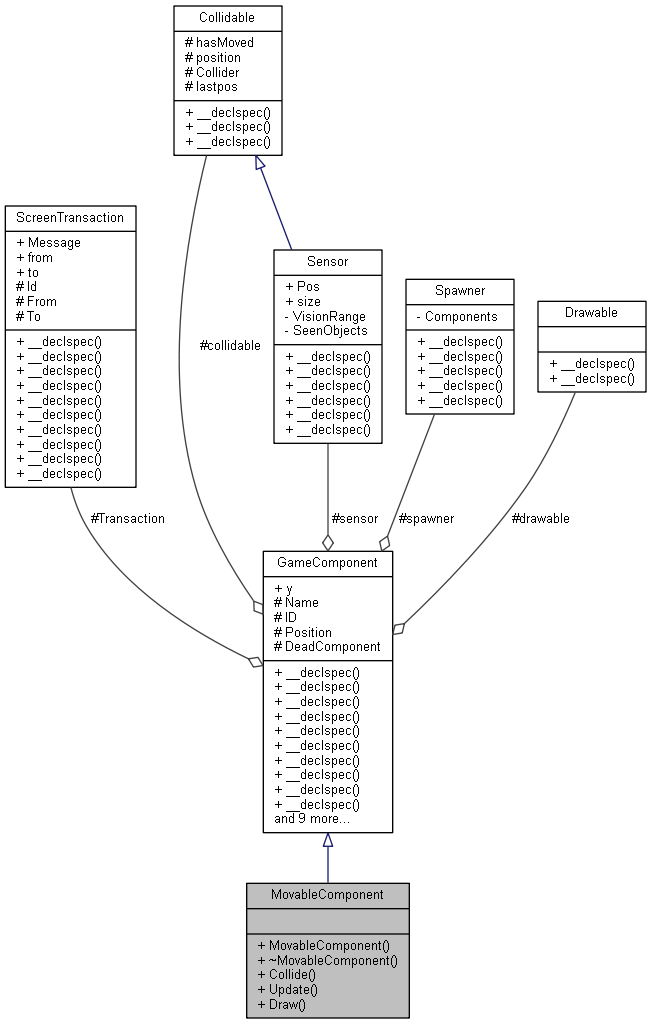 Collidable
# hasMoved
# position
# Collider
# lastpos
+ __declspec()
+ __declspec()
+ __declspec()
ScreenTransaction
+ Message
+ from
+ to
# Id
# From
# To
+ __declspec()
+ __declspec()
+ __declspec()
+ __declspec()
+ __declspec()
+ __declspec()
+ __declspec()
+ __declspec()
+ __declspec()
+ __declspec()
Sensor
+ Pos
+ size
- VisionRange
- SeenObjects
+ __declspec()
+ __declspec()
+ __declspec()
+ __declspec()
+ __declspec()
+ __declspec()
Spawner
- Components
+ __declspec()
+ __declspec()
+ __declspec()
+ __declspec()
+ __declspec()
Drawable
+ __declspec()
+ __declspec()
#collidable
#Transaction
#sensor
#spawner
#drawable
GameComponent
+ y
# Name
# ID
# Position
# DeadComponent
+ __declspec()
+ __declspec()
+ __declspec()
+ __declspec()
+ __declspec()
+ __declspec()
+ __declspec()
+ __declspec()
+ __declspec()
+ __declspec()
and 9 more...
MovableComponent
+ MovableComponent()
+ ~MovableComponent()
+ Collide()
+ Update()
+ Draw()